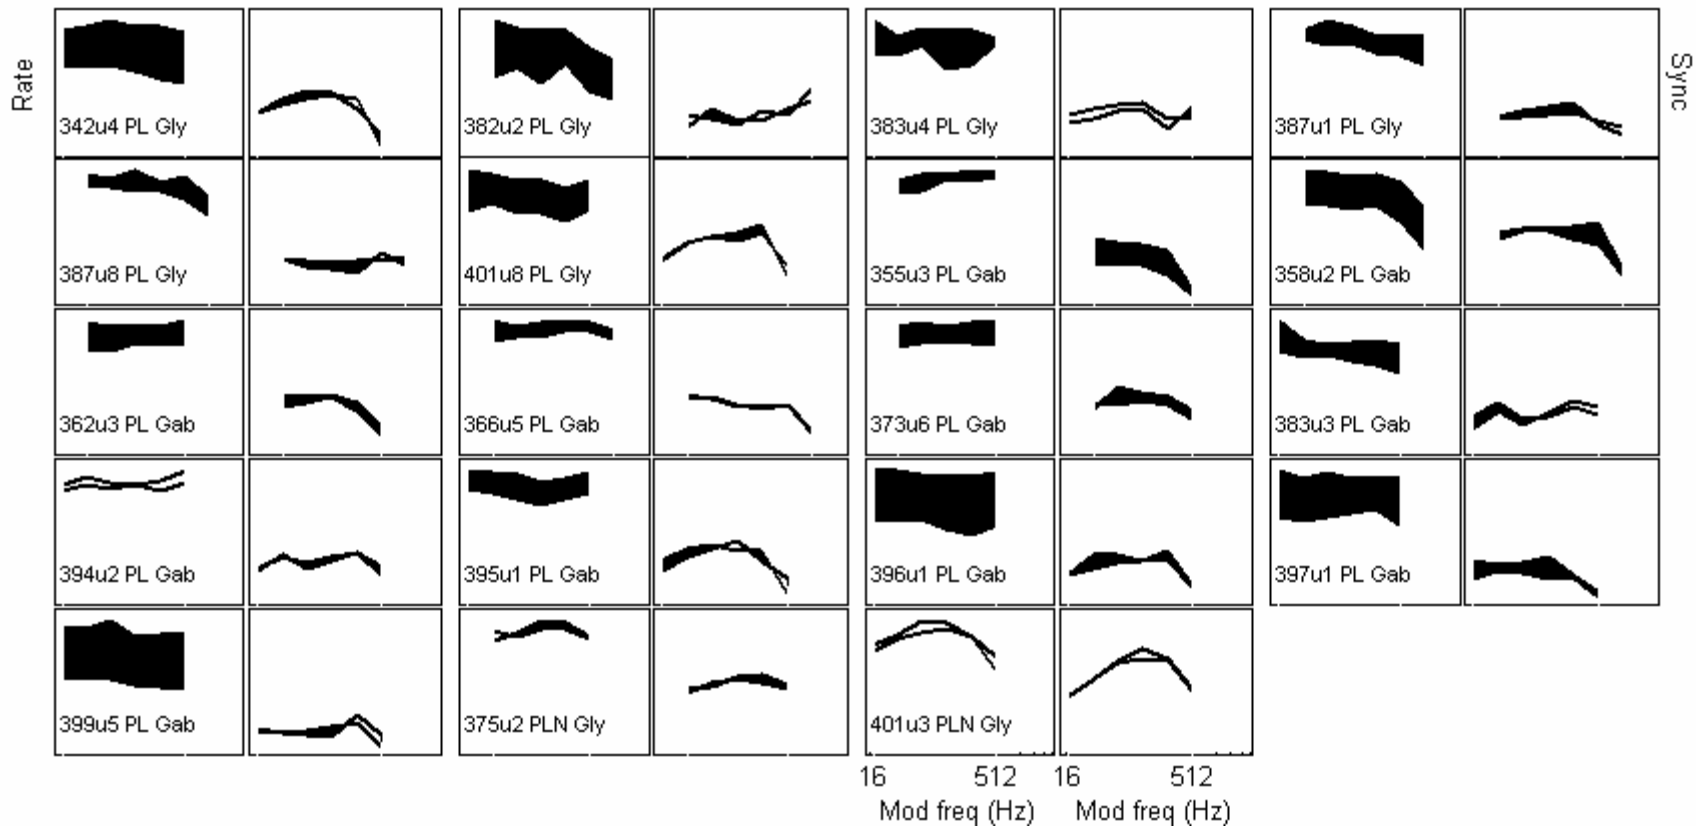 Rate
Sync
342u4 PL Gly
382u2 PL Gly
383u4 PL Gly
387u1 PL Gly
387u8 PL Gly
401u8 PL Gly
355u3 PL Gab
358u2 PL Gab
362u3 PL Gab
366u5 PL Gab
373u6 PL Gab
383u3 PL Gab
394u2 PL Gab
395u1 PL Gab
396u1 PL Gab
397u1 PL Gab
399u5 PL Gab
375u2 PLN Gly
401u3 PLN Gly
16 512 16 512
Mod freq (Hz) Mod freq (Hz)